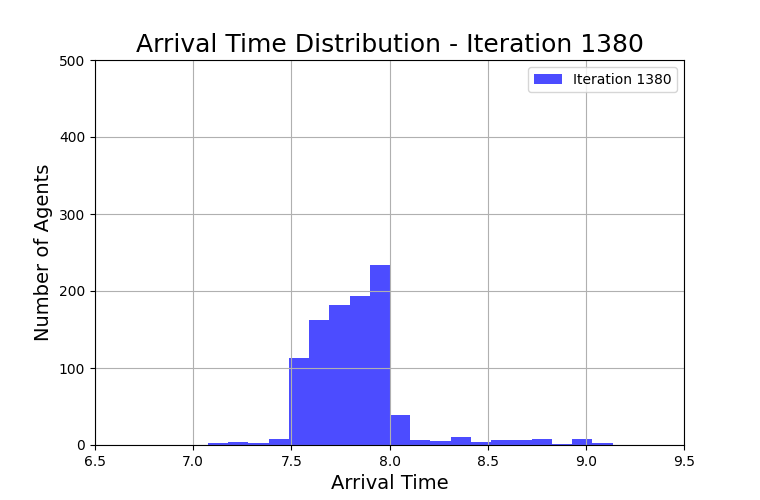 Arrival Time Distribution - Iteration 1380
Iteration 1380
Number of Agents
500
400
300
200
100
0
6.5 7.0 7.5 8.0 8.5 9.0 9.5
Arrival Time